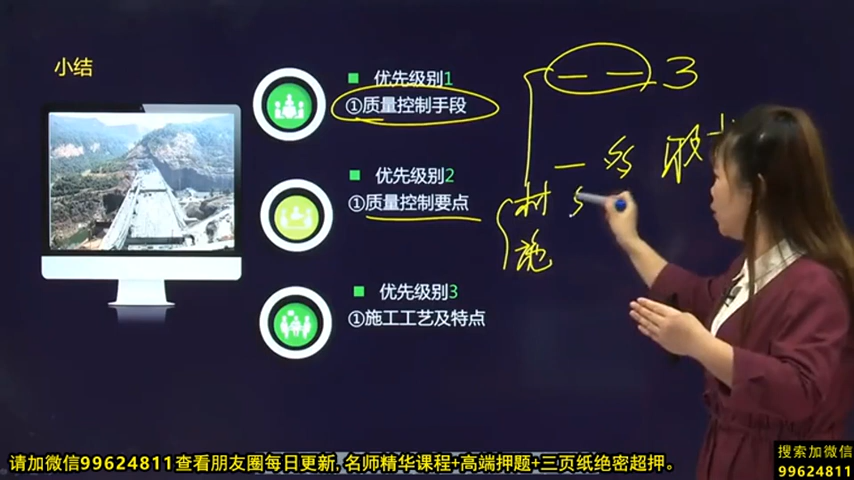 小结
优先级别1
①质量控制手段
优先级别2
①质量控制要点
优先级别3
①施工工艺及特点
3
材
请加微信99624811查看朋友圈每日更新,名师精华课程+高端押题+三页纸绝密超押。
搜索加微信
99624811